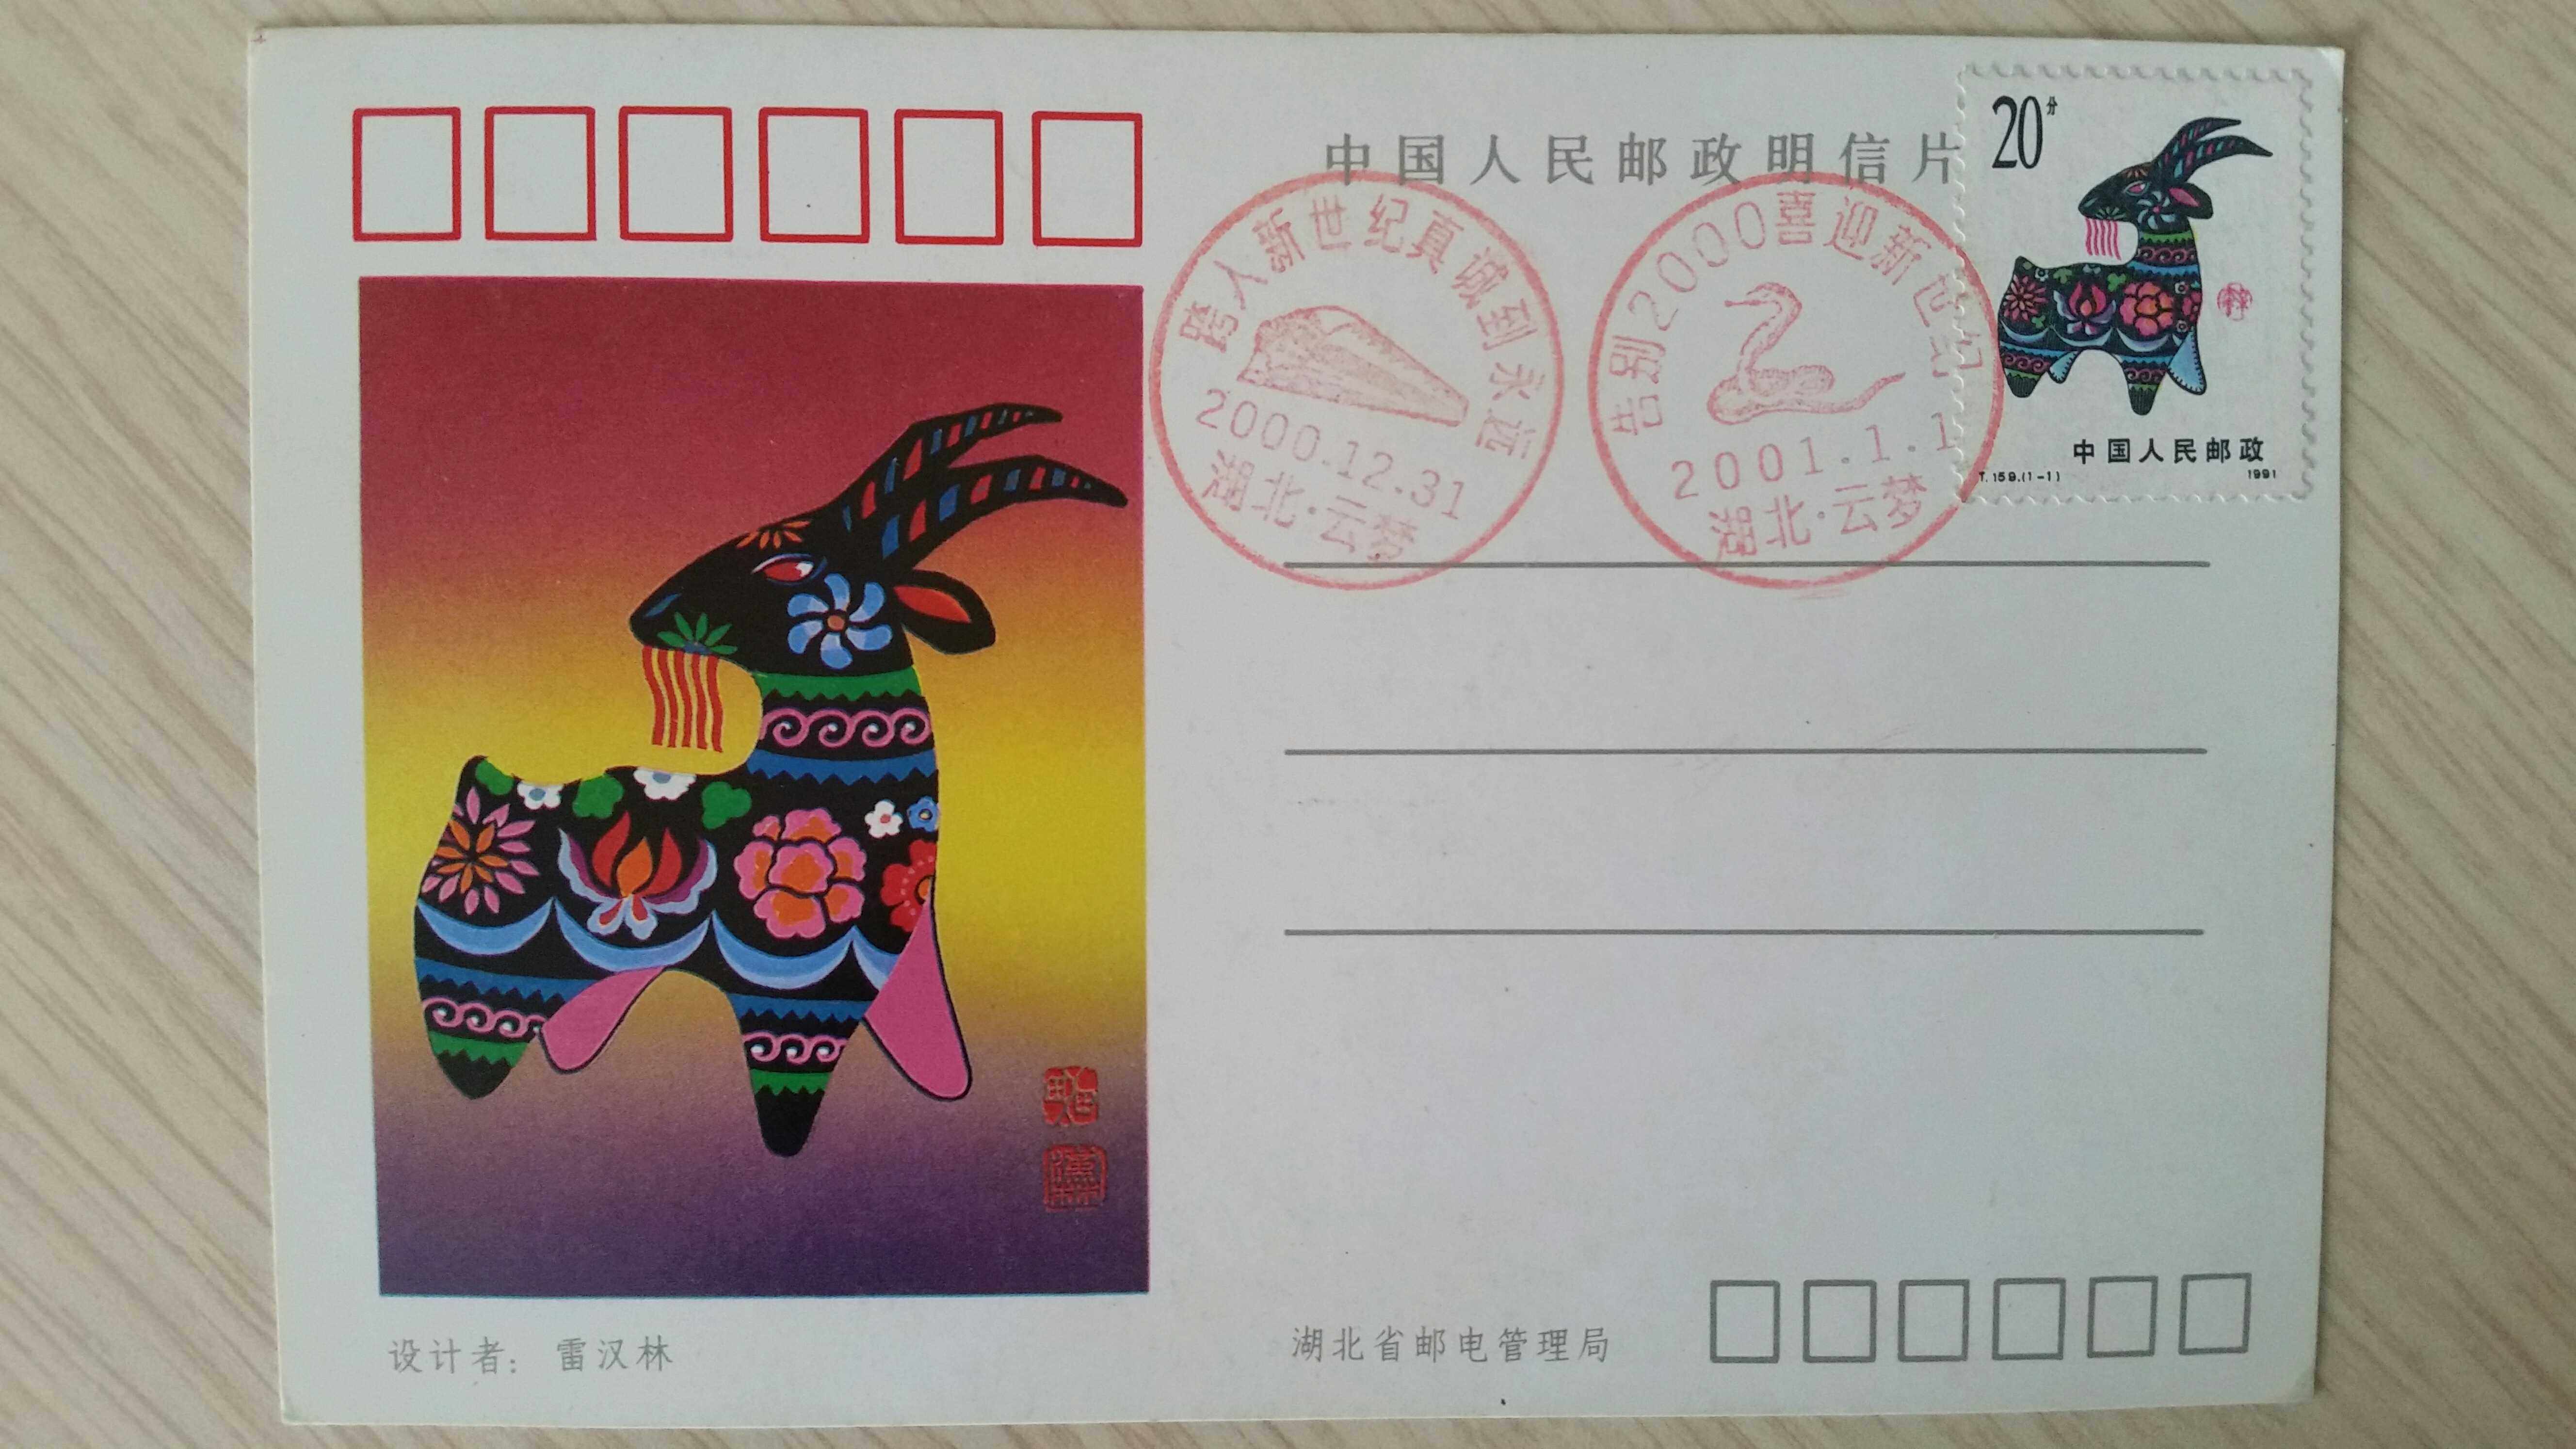 中国人民邮政明信片
20分
中国人民邮政
T.159.(1-1)
1991
跨入新世纪真诚到永远
2000.12.31
湖北·云梦
告别2000喜迎新世纪
2001.1.1
湖北·云梦
设计者：雷汉林
湖北省邮电管理局